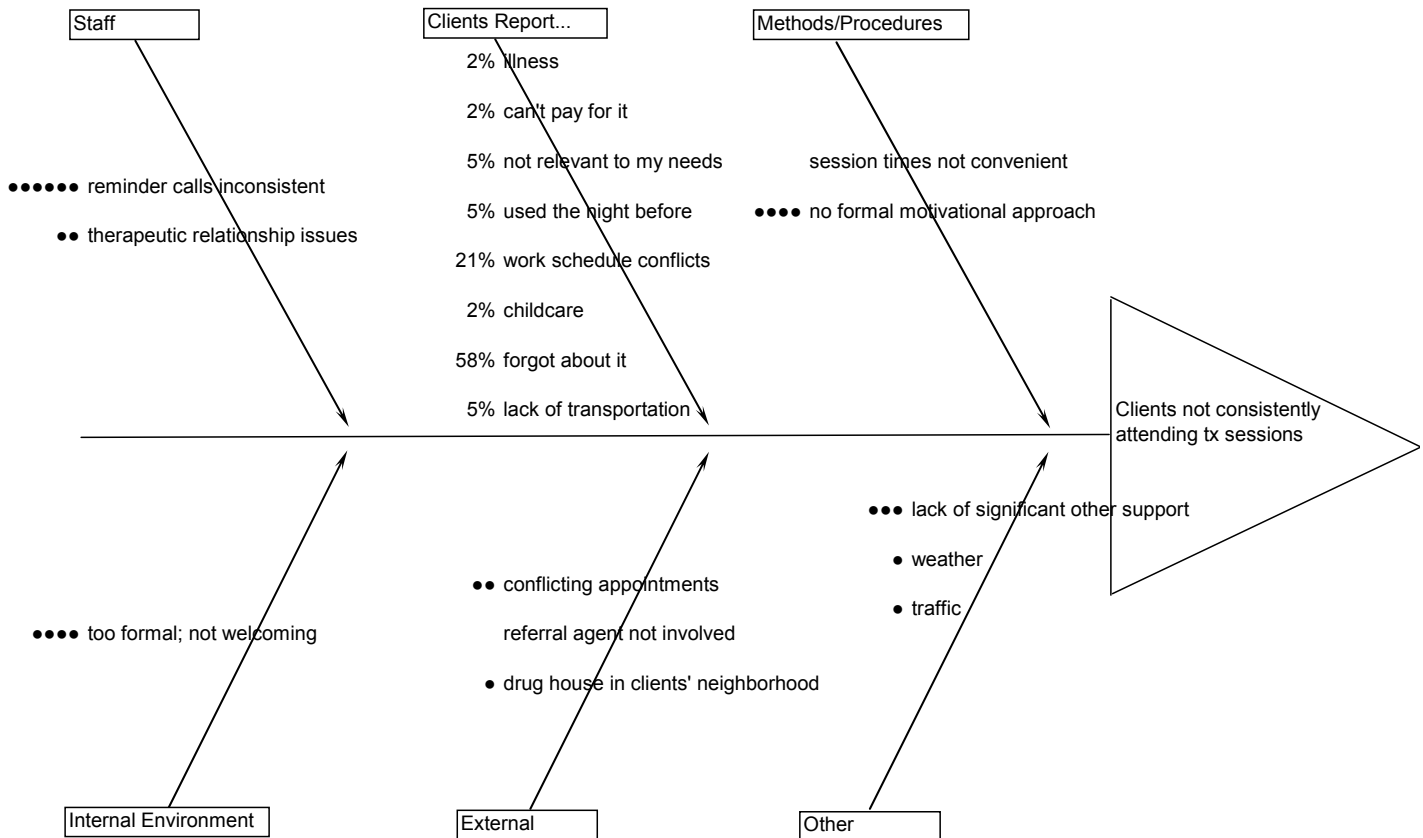 Staff
Clients Report...
Methods/Procedures
2% illness
2% can't pay for it
5% not relevant to my needs
5% used the night before
21% work schedule conflicts
2% childcare
58% forgot about it
5% lack of transportation
●●●●●● reminder calls inconsistent
●● therapeutic relationship issues
session times not convenient
●●●● no formal motivational approach
Clients not consistently
attending tx sessions
●●●● too formal; not welcoming
●● conflicting appointments
referral agent not involved
● drug house in clients' neighborhood
●●● lack of significant other support
● weather
● traffic
Internal Environment
External
Other